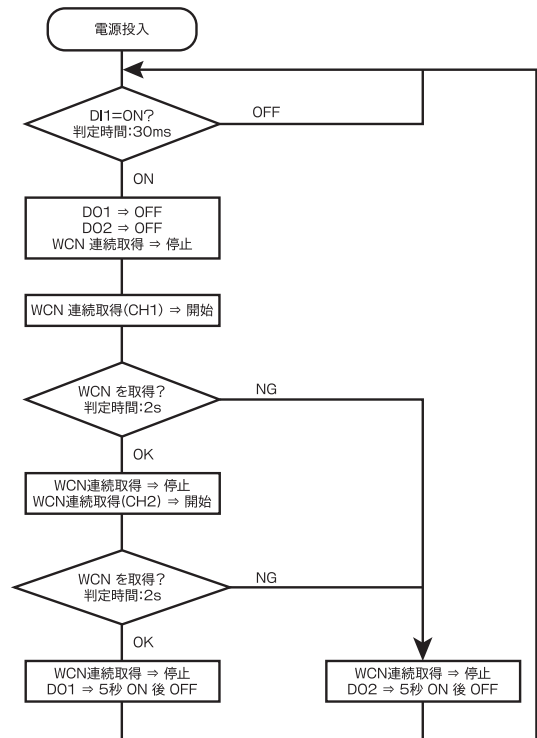 電源投入
DI1=ON?
判定時間:30ms
OFF
ON
DO1 ⇒ OFF
DO2 ⇒ OFF
WCN 連続取得 ⇒ 停止
WCN 連続取得(CH1) ⇒ 開始
WCN を取得?
判定時間:2s
NG
OK
WCN連続取得 ⇒ 停止
WCN連続取得(CH2) ⇒ 開始
WCN を取得?
判定時間:2s
NG
OK
WCN連続取得 ⇒ 停止
DO1 ⇒ 5秒 ON 後 OFF
WCN連続取得 ⇒ 停止
DO2 ⇒ 5秒 ON 後 OFF